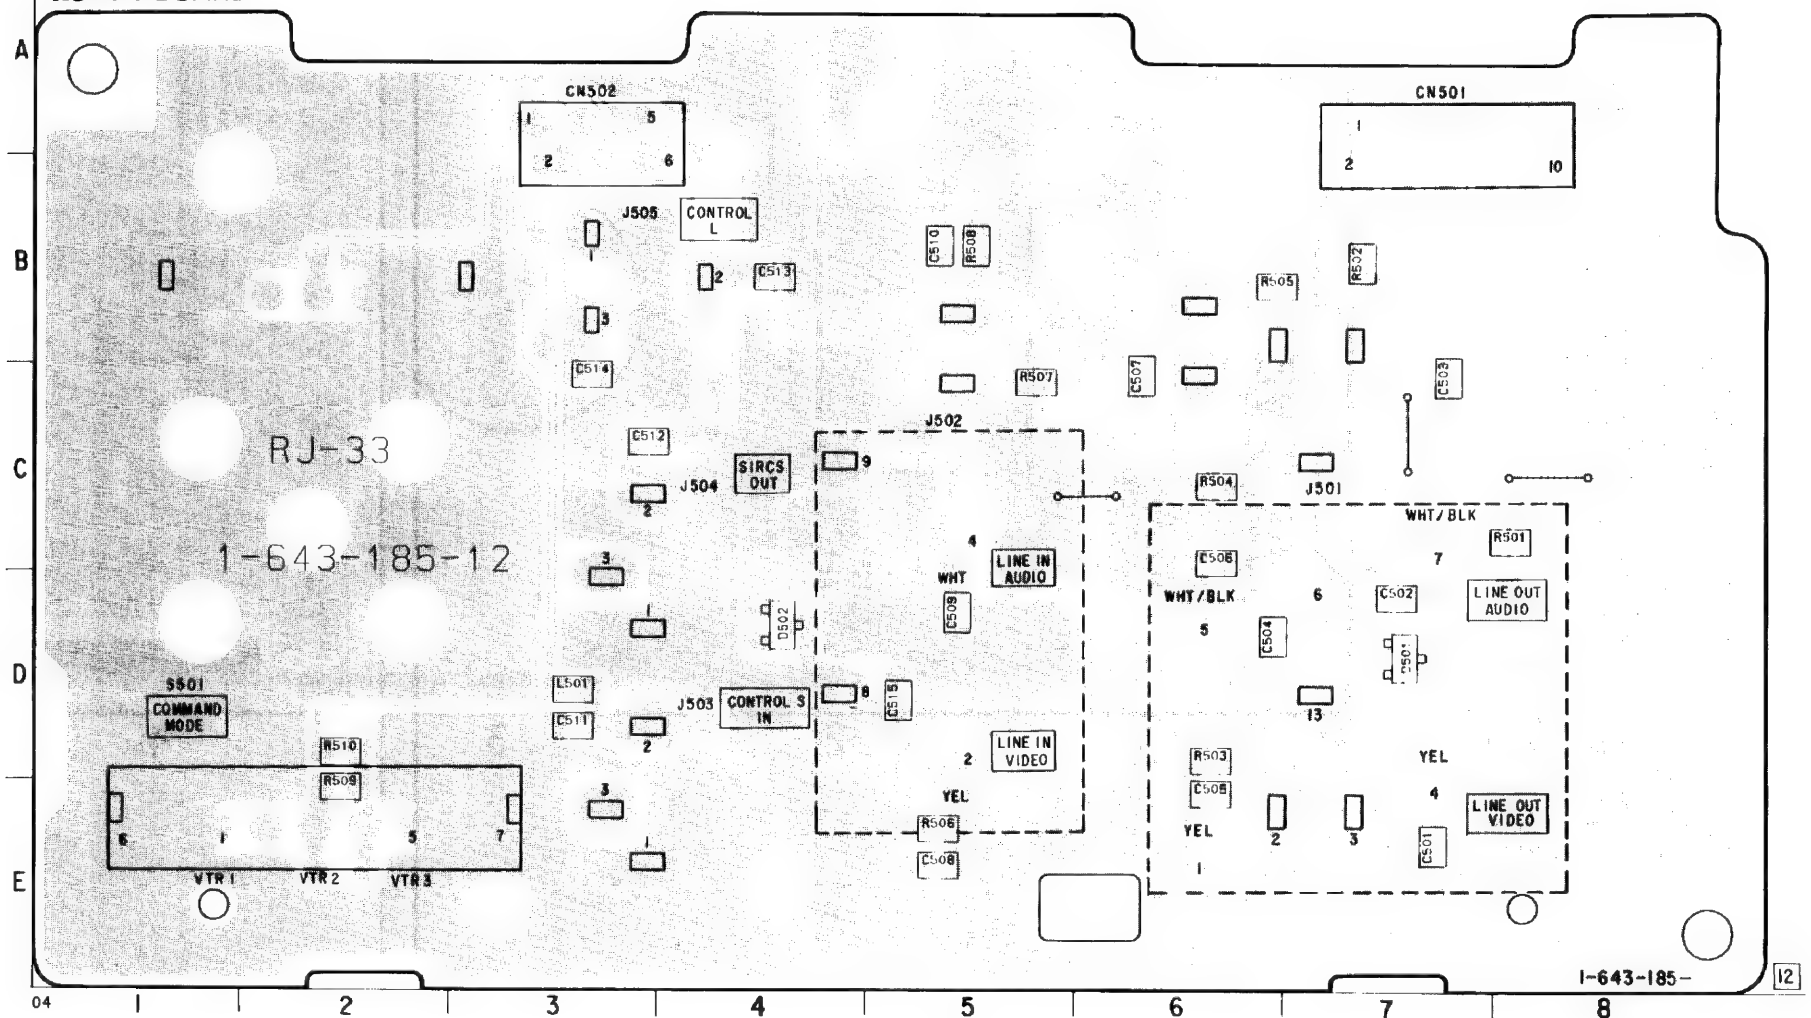 A
CN502
CN501
1
5
1
2
6
2
10
J505
CONTROL
L
B
C510
R508
R502
1
2
C513
R505
3
C514
R507
C507
C503
J502
C512
RJ-33
C
SIRCS
OUT
9
J504
R504
J501
2
WHT/BLK
R501
4
1-643-185-12
3
LINE IN
AUDIO
C506
7
WHT
WHT/BLK
6
C502
LINE OUT
AUDIO
1
D502
C509
5
C504
D501
D
S501
L501
8
COMMAND
MODE
J503
CONTROL S
IN
C515
C511
13
2
R510
LINE IN
VIDEO
2
R503
YEL
R509
3
YEL
C505
4
LINE OUT
VIDEO
6
1
5
7
R506
YEL
2
3
C501
1
C508
1
E
VTR1
VTR2
VTR3
1-643-185-
12
04
1
2
3
4
5
6
7
8